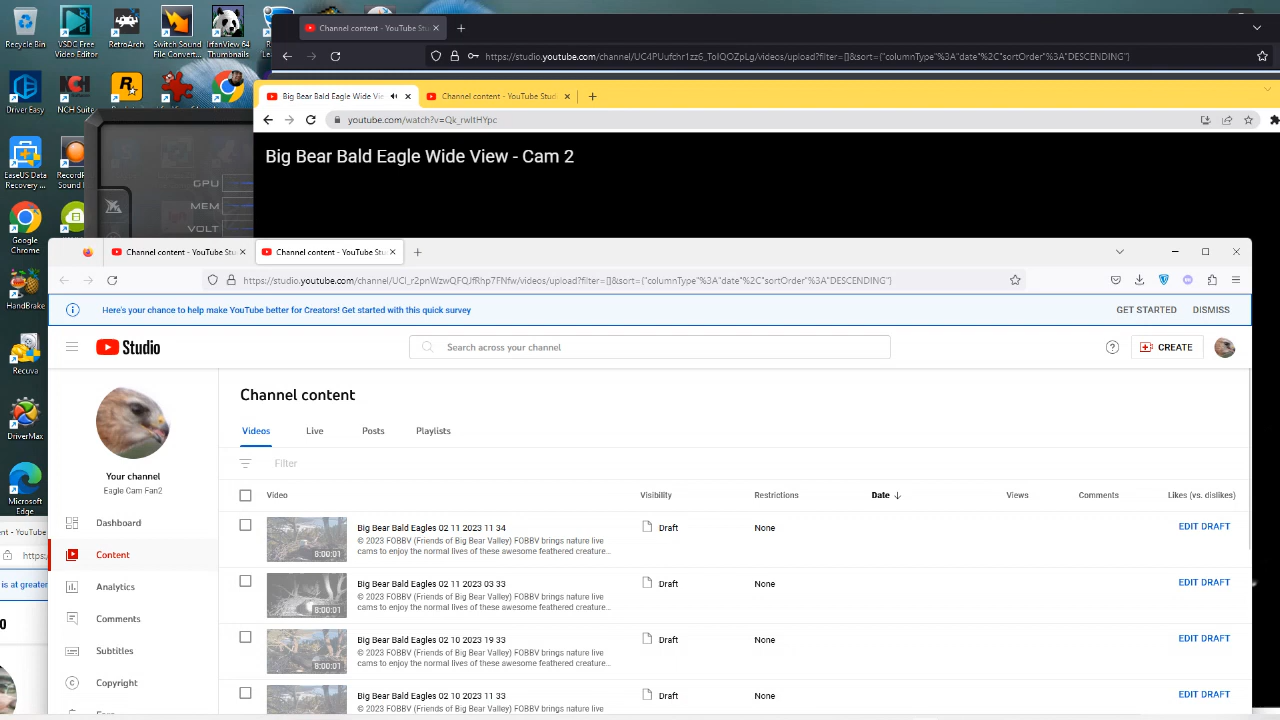 Recycle Bin
VSDC Free Video Editor
RetroArch
Switch Sound File Conv...
IrfanView 64 Thumbnails
Channel content - YouTube Stu
https://studio.youtube.com/channel/UC4PUufchr1zz6_ToIQOZpLg/videos/upload?filter=[]&sort={"columnType"%3A"date"%2C"sortOrder"%3A"DESCENDING"}
Driver Easy
NCH Suite
Big Bear Bald Eagle Wide Vie
Channel content - YouTube Studi
youtube.com/watch?v=Qk_rwltHYpc
Big Bear Bald Eagle Wide View - Cam 2
EaseUS Data Recovery ...
GPU
MEM
VOLT
Google Chrome
Channel content - YouTube Stu
Channel content - YouTube Stu
https://studio.youtube.com/channel/UCl_r2pnWzwQFQJfRhp7FNfw/videos/upload?filter=[]&sort={"columnType"%3A"date"%2C"sortOrder"%3A"DESCENDING"}
HandBrake
Here's your chance to help make YouTube better for Creators! Get started with this quick survey
GET STARTED
DISMISS
Recuva
Studio
Search across your channel
CREATE
Channel content
DriverMax
Videos
Live
Posts
Playlists
Filter
Your channel
Eagle Cam Fan2
Microsoft Edge
Video
Visibility
Restrictions
Date
Views
Comments
Likes (vs. dislikes)
Dashboard
Content
Analytics
Comments
Subtitles
Copyright
Big Bear Bald Eagles 02 11 2023 11 34
© 2023 FOBBV (Friends of Big Bear Valley) FOBBV brings nature live
cams to enjoy the normal lives of these awesome feathered creature...
8:00:01
Draft
None
EDIT DRAFT
Big Bear Bald Eagles 02 11 2023 03 33
© 2023 FOBBV (Friends of Big Bear Valley) FOBBV brings nature live
cams to enjoy the normal lives of these awesome feathered creature...
8:00:01
Draft
None
EDIT DRAFT
Big Bear Bald Eagles 02 10 2023 19 33
© 2023 FOBBV (Friends of Big Bear Valley) FOBBV brings nature live
cams to enjoy the normal lives of these awesome feathered creature...
8:00:01
Draft
None
EDIT DRAFT
Big Bear Bald Eagles 02 10 2023 11 33
© 2023 FOBBV (Friends of Big Bear Valley) FOBBV brings nature live
Draft
None
EDIT DRAFT
- YouTube
https:
is at greater